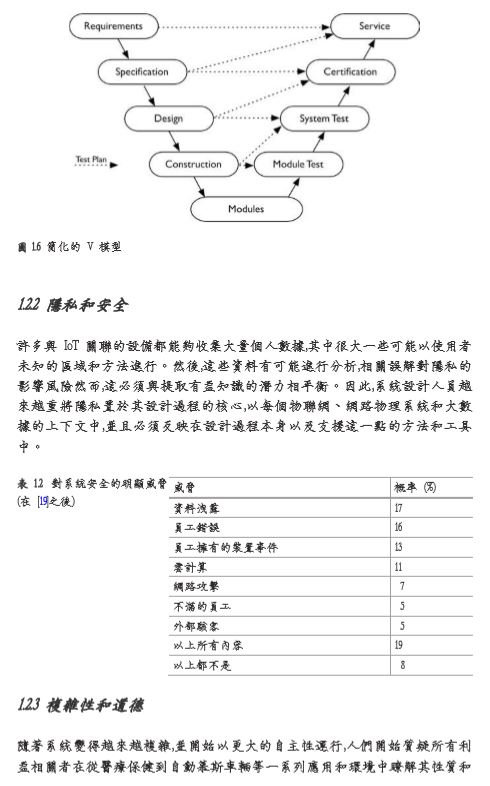 Requirements
Service
Specification
Certification
Design
System Test
Test Plan
Construction
Module Test
Modules
圖 1.6 簡化的 V 模型
1.2.2 隱私和安全
許多與 IoT 關聯的設備都能夠收集大量個人數據,其中很大一些可能以使用者
未知的區域和方法進行。然後,這些資料有可能進行分析,相關誤解對隱私的
影響風險然而,這必須與提取有益知識的潛力相平衡。因此,系統設計人員越
來越重將隱私置於其設計過程的核心,以每個物聯網、網路物理系統和大數
據的上下文中,並且必須反映在設計過程本身以及支援這一點的方法和工具
中。
表 1.2 對系統安全的明顯威脅
(在 [19]之後)
威脅 概率 (%)
資料洩露 17
員工錯誤 16
員工擁有的裝置事件 13
雲計算 11
網路攻擊 7
不滿的員工 5
外部駭客 5
以上所有內容 19
以上都不是 8
1.2.3 複雜性和道德
隨著系統變得越來越複雜,並開始以更大的自主性運行,人們開始質疑所有利
益相關者在從醫療保健到自動慕斯車輛等一系列應用和環境中瞭解其性質和